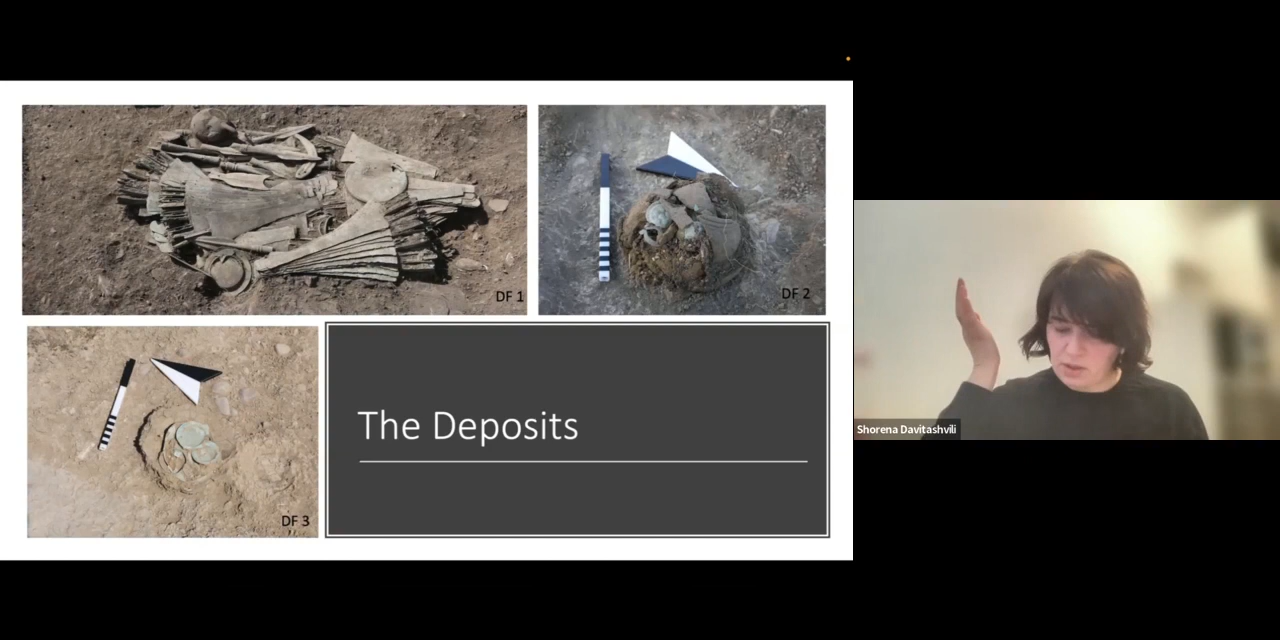 DF 1
DF 2
DF 3
The Deposits
Shorena Davitashvili